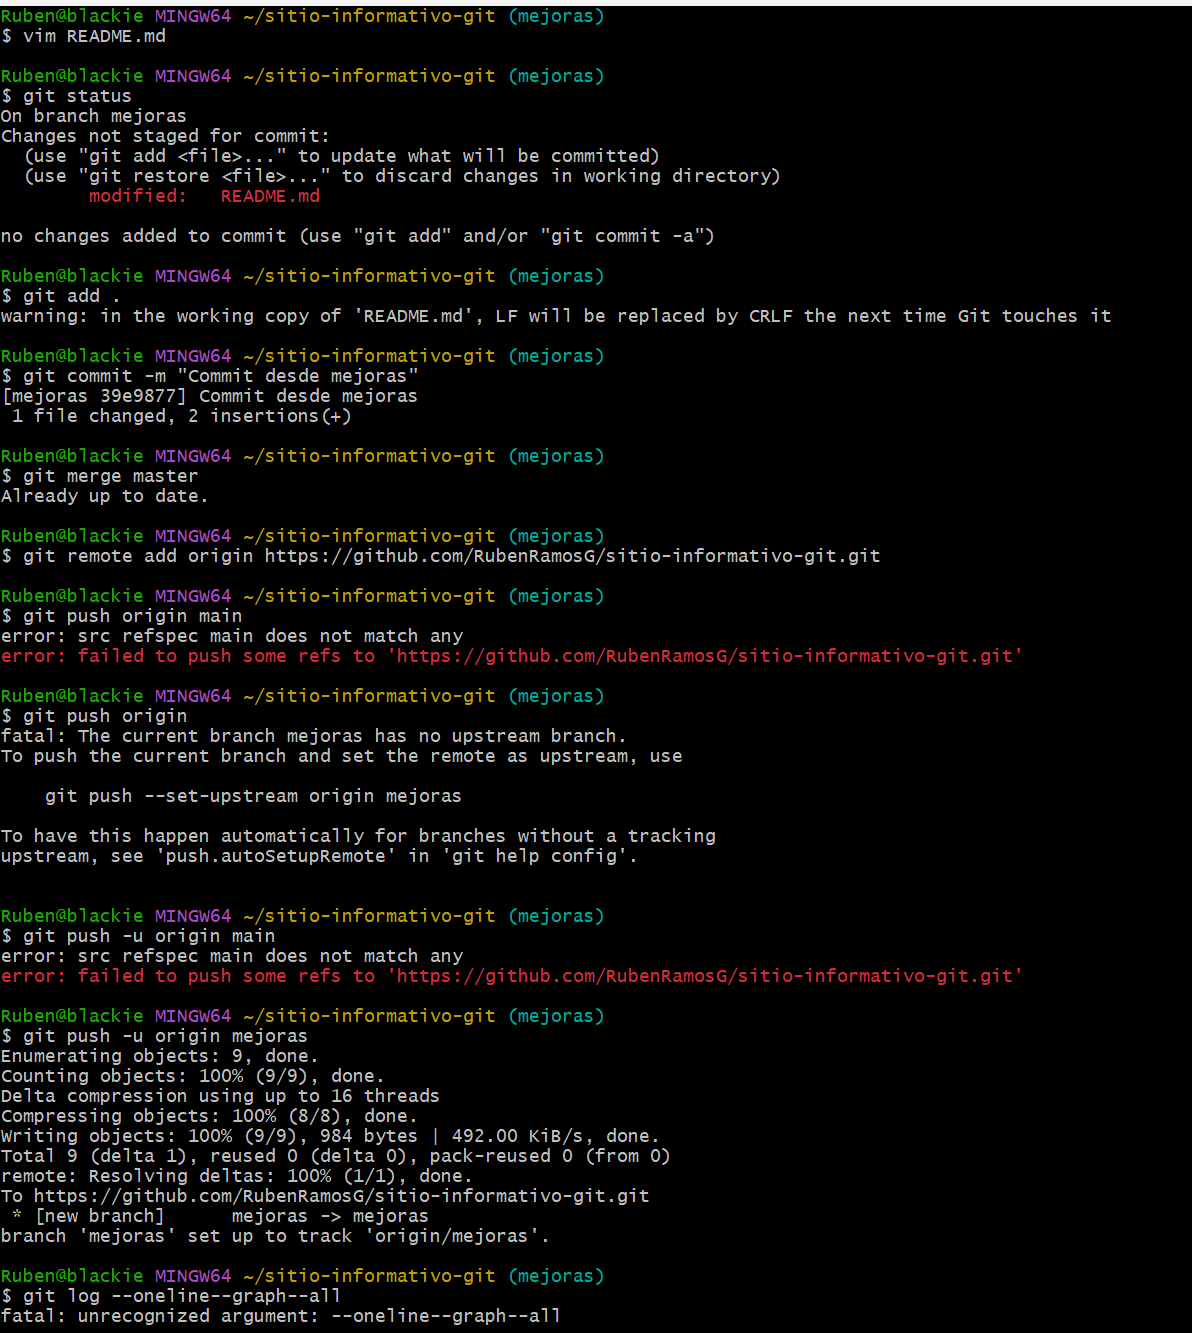 Ruben@blackie MINGW64 ~/sitio-informativo-git (mejoras)
$ vim README.md
Ruben@blackie MINGW64 ~/sitio-informativo-git (mejoras)
$ git status
On branch mejoras
Changes not staged for commit:
  (use "git add <file>..." to update what will be committed)
  (use "git restore <file>..." to discard changes in working directory)
        modified:   README.md
no changes added to commit (use "git add" and/or "git commit -a")
Ruben@blackie MINGW64 ~/sitio-informativo-git (mejoras)
$ git add .
warning: in the working copy of 'README.md', LF will be replaced by CRLF the next time Git touches it
Ruben@blackie MINGW64 ~/sitio-informativo-git (mejoras)
$ git commit -m "Commit desde mejoras"
[mejoras 39e9877] Commit desde mejoras
 1 file changed, 2 insertions(+)
Ruben@blackie MINGW64 ~/sitio-informativo-git (mejoras)
$ git merge master
Already up to date.
Ruben@blackie MINGW64 ~/sitio-informativo-git (mejoras)
$ git remote add origin https://github.com/RubenRamosG/sitio-informativo-git.git
Ruben@blackie MINGW64 ~/sitio-informativo-git (mejoras)
$ git push origin main
error: src refspec main does not match any
error: failed to push some refs to 'https://github.com/RubenRamosG/sitio-informativo-git.git'
Ruben@blackie MINGW64 ~/sitio-informativo-git (mejoras)
$ git push origin
fatal: The current branch mejoras has no upstream branch.
To push the current branch and set the remote as upstream, use
    git push --set-upstream origin mejoras
To have this happen automatically for branches without a tracking
upstream, see 'push.autoSetupRemote' in 'git help config'.
Ruben@blackie MINGW64 ~/sitio-informativo-git (mejoras)
$ git push -u origin main
error: src refspec main does not match any
error: failed to push some refs to 'https://github.com/RubenRamosG/sitio-informativo-git.git'
Ruben@blackie MINGW64 ~/sitio-informativo-git (mejoras)
$ git push -u origin mejoras
Enumerating objects: 9, done.
Counting objects: 100% (9/9), done.
Delta compression using up to 16 threads
Compressing objects: 100% (8/8), done.
Writing objects: 100% (9/9), 984 bytes | 492.00 KiB/s, done.
Total 9 (delta 1), reused 0 (delta 0), pack-reused 0 (from 0)
remote: Resolving deltas: 100% (1/1), done.
To https://github.com/RubenRamosG/sitio-informativo-git.git
 * [new branch]      mejoras -> mejoras
branch 'mejoras' set up to track 'origin/mejoras'.
Ruben@blackie MINGW64 ~/sitio-informativo-git (mejoras)
$ git log --oneline--graph--all
fatal: unrecognized argument: --oneline--graph--all